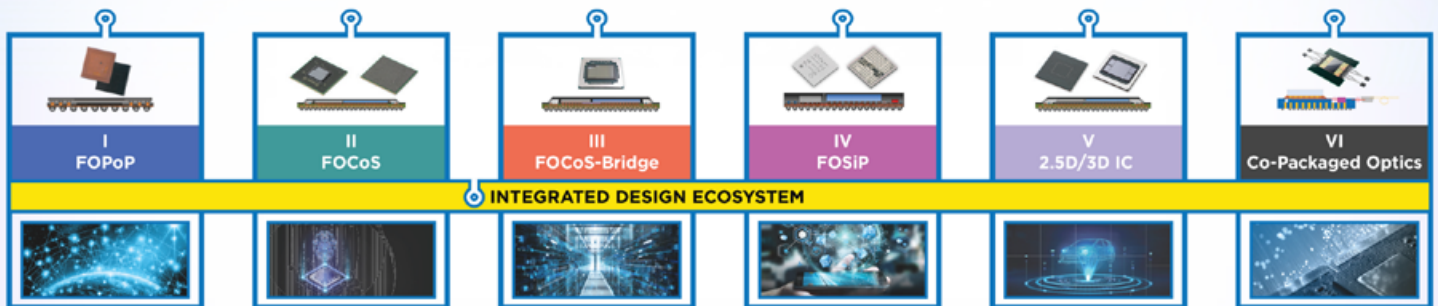 I
FOPoP
II
FOCoS
III
FOCoS-Bridge
IV
FOSiP
V
2.5D/3D IC
VI
Co-Packaged Optics
INTEGRATED DESIGN ECOSYSTEM